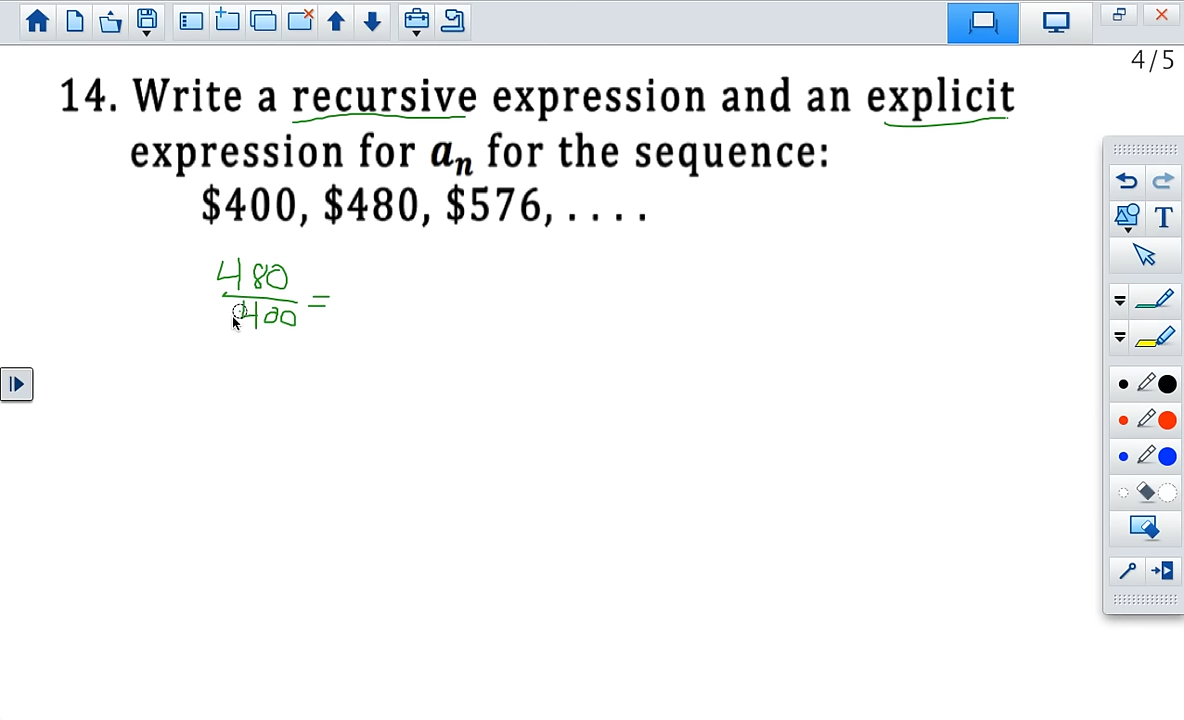 4/5
14. Write a recursive expression and an explicit
expression for aₙ for the sequence:
$400, $480, $576, . . . .
480
400 =
T